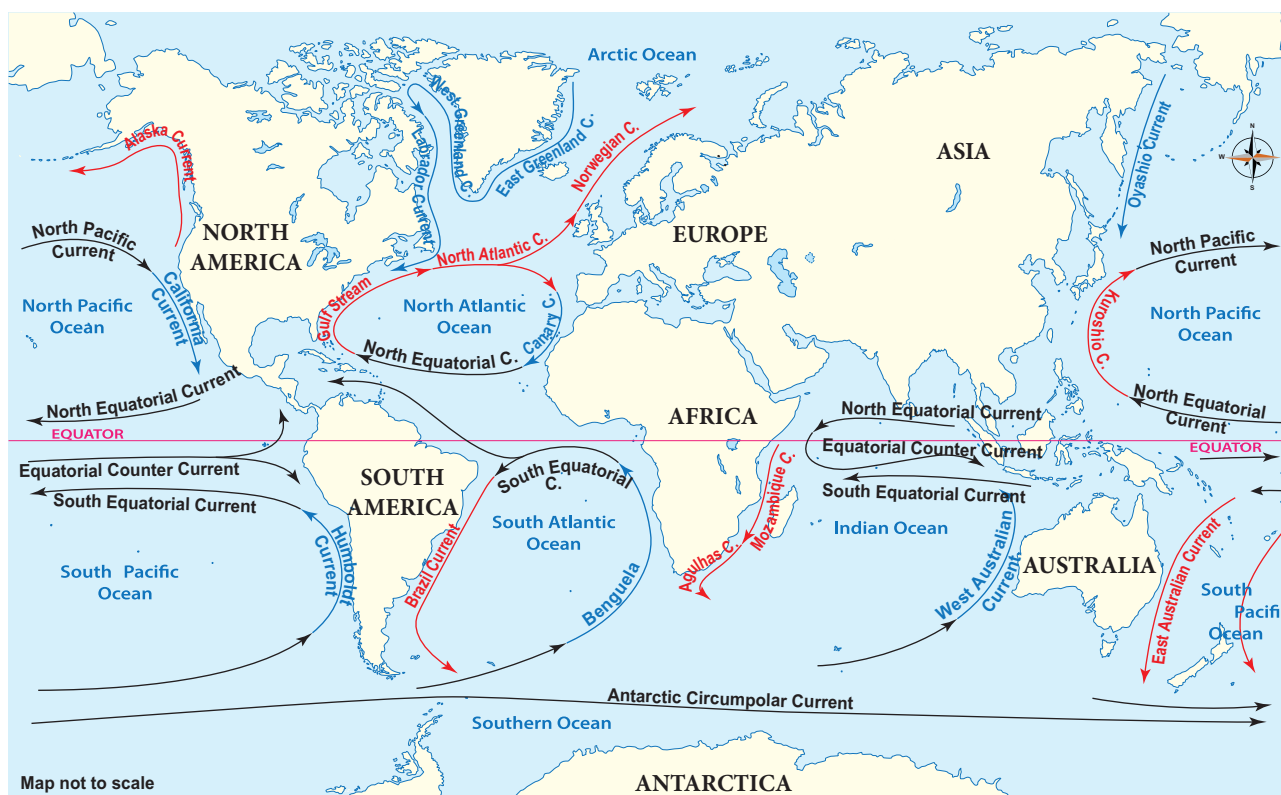 Arctic Ocean
West Greenland C.
East Greenland C.
Labrador Current
Norwegian C.
Alaska Current
ASIA
Oyashio Current
N
W
E
S
North Pacific
Current
NORTH
AMERICA
North Atlantic C.
EUROPE
North Pacific
Current
California
Current
North Pacific
Ocean
Gulf Stream
North Atlantic
Ocean
Canary C.
North Equatorial C.
Kuroshio C.
North Pacific
Ocean
North Equatorial Current
AFRICA
North Equatorial Current
North Equatorial
Current
EQUATOR
EQUATOR
Equatorial Counter Current
Equatorial Counter Current
SOUTH
AMERICA
South Equatorial
C.
South Equatorial Current
South Equatorial Current
Mozambique C.
Agulhas C.
Humboldt
Current
Brazil Current
South Atlantic
Ocean
Benguela
Indian Ocean
West Australian
Current
AUSTRALIA
East Australian Current
South Pacific
Ocean
South
Pacific
Ocean
Antarctic Circumpolar Current
Southern Ocean
Map not to scale
ANTARCTICA